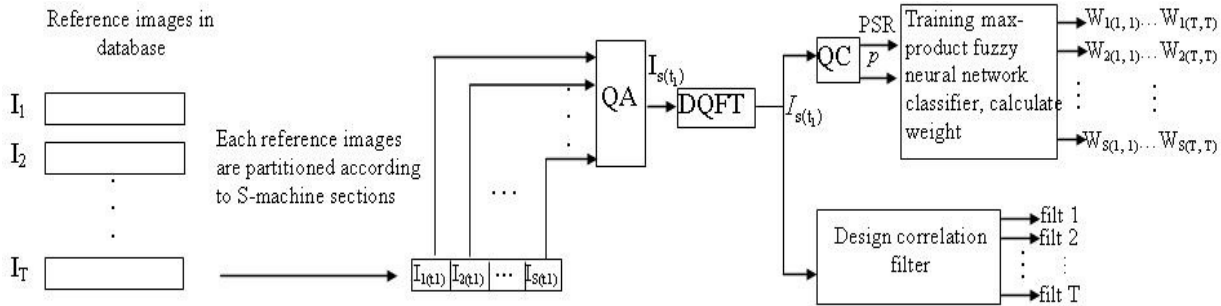 Reference images in
database
I1
I2
IT
Each reference images
are partitioned according
to S-machine sections
I1(t1) I2(t1) ... IS(t1)
QA
Is(t1)
DQFT
Is(t1)
QC
PSR
p
Training max-
product fuzzy
neural network
classifier, calculate
weight
W1(1, 1)... W1(T, T)
W2(1, 1) W2(T, T)
WS(1, 1)... WS(T, T)
Design correlation
filter
filt 1
filt 2
filt T